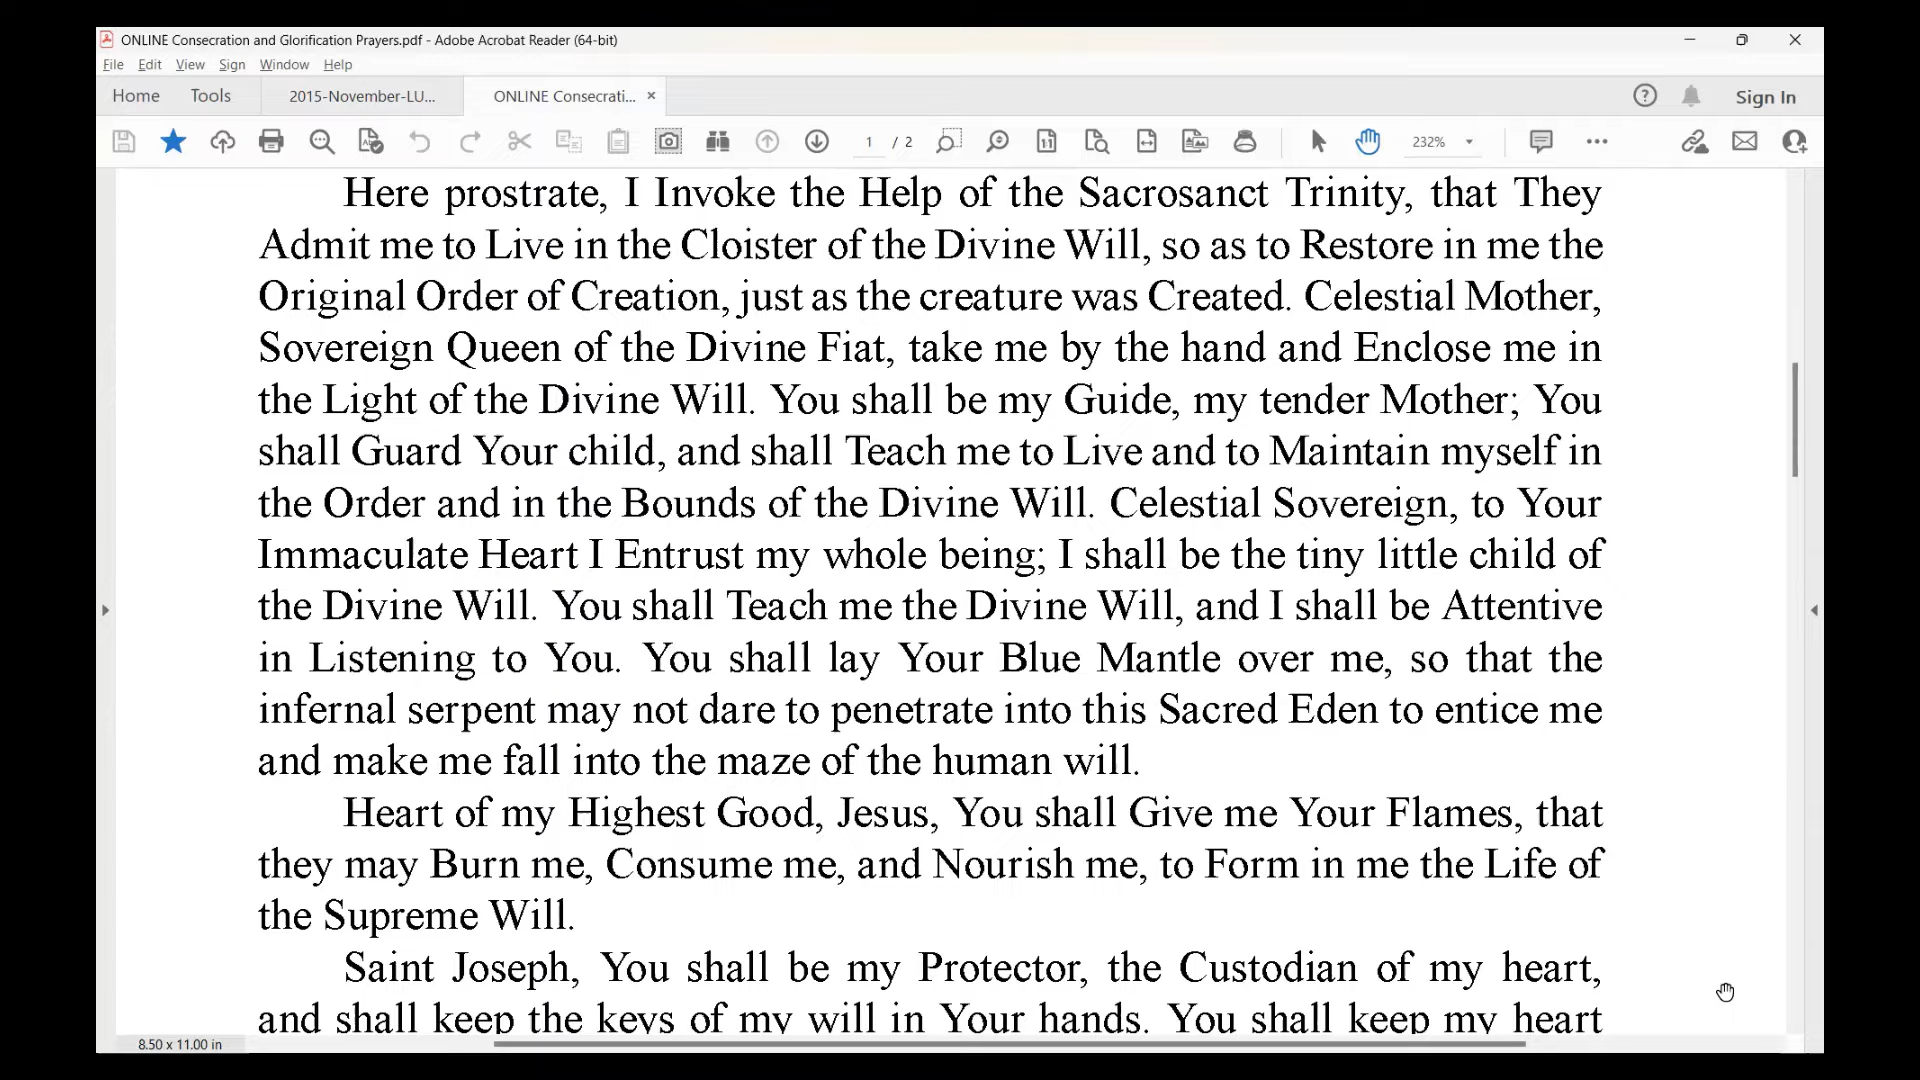 ONLINE Consecration and Glorification Prayers.pdf - Adobe Acrobat Reader (64-bit)
File Edit View Sign Window Help
Home Tools 2015-November-LU... ONLINE Consecrati... × Sign In
1 / 2 232%
Here prostrate, I Invoke the Help of the Sacrosanct Trinity, that They
Admit me to Live in the Cloister of the Divine Will, so as to Restore in me the
Original Order of Creation, just as the creature was Created. Celestial Mother,
Sovereign Queen of the Divine Fiat, take me by the hand and Enclose me in
the Light of the Divine Will. You shall be my Guide, my tender Mother; You
shall Guard Your child, and shall Teach me to Live and to Maintain myself in
the Order and in the Bounds of the Divine Will. Celestial Sovereign, to Your
Immaculate Heart I Entrust my whole being; I shall be the tiny little child of
the Divine Will. You shall Teach me the Divine Will, and I shall be Attentive
in Listening to You. You shall lay Your Blue Mantle over me, so that the
infernal serpent may not dare to penetrate into this Sacred Eden to entice me
and make me fall into the maze of the human will.
Heart of my Highest Good, Jesus, You shall Give me Your Flames, that
they may Burn me, Consume me, and Nourish me, to Form in me the Life of
the Supreme Will.
Saint Joseph, You shall be my Protector, the Custodian of my heart,
and shall keep the keys of my will in Your hands. You shall keep my heart
8.50 x 11.00 in